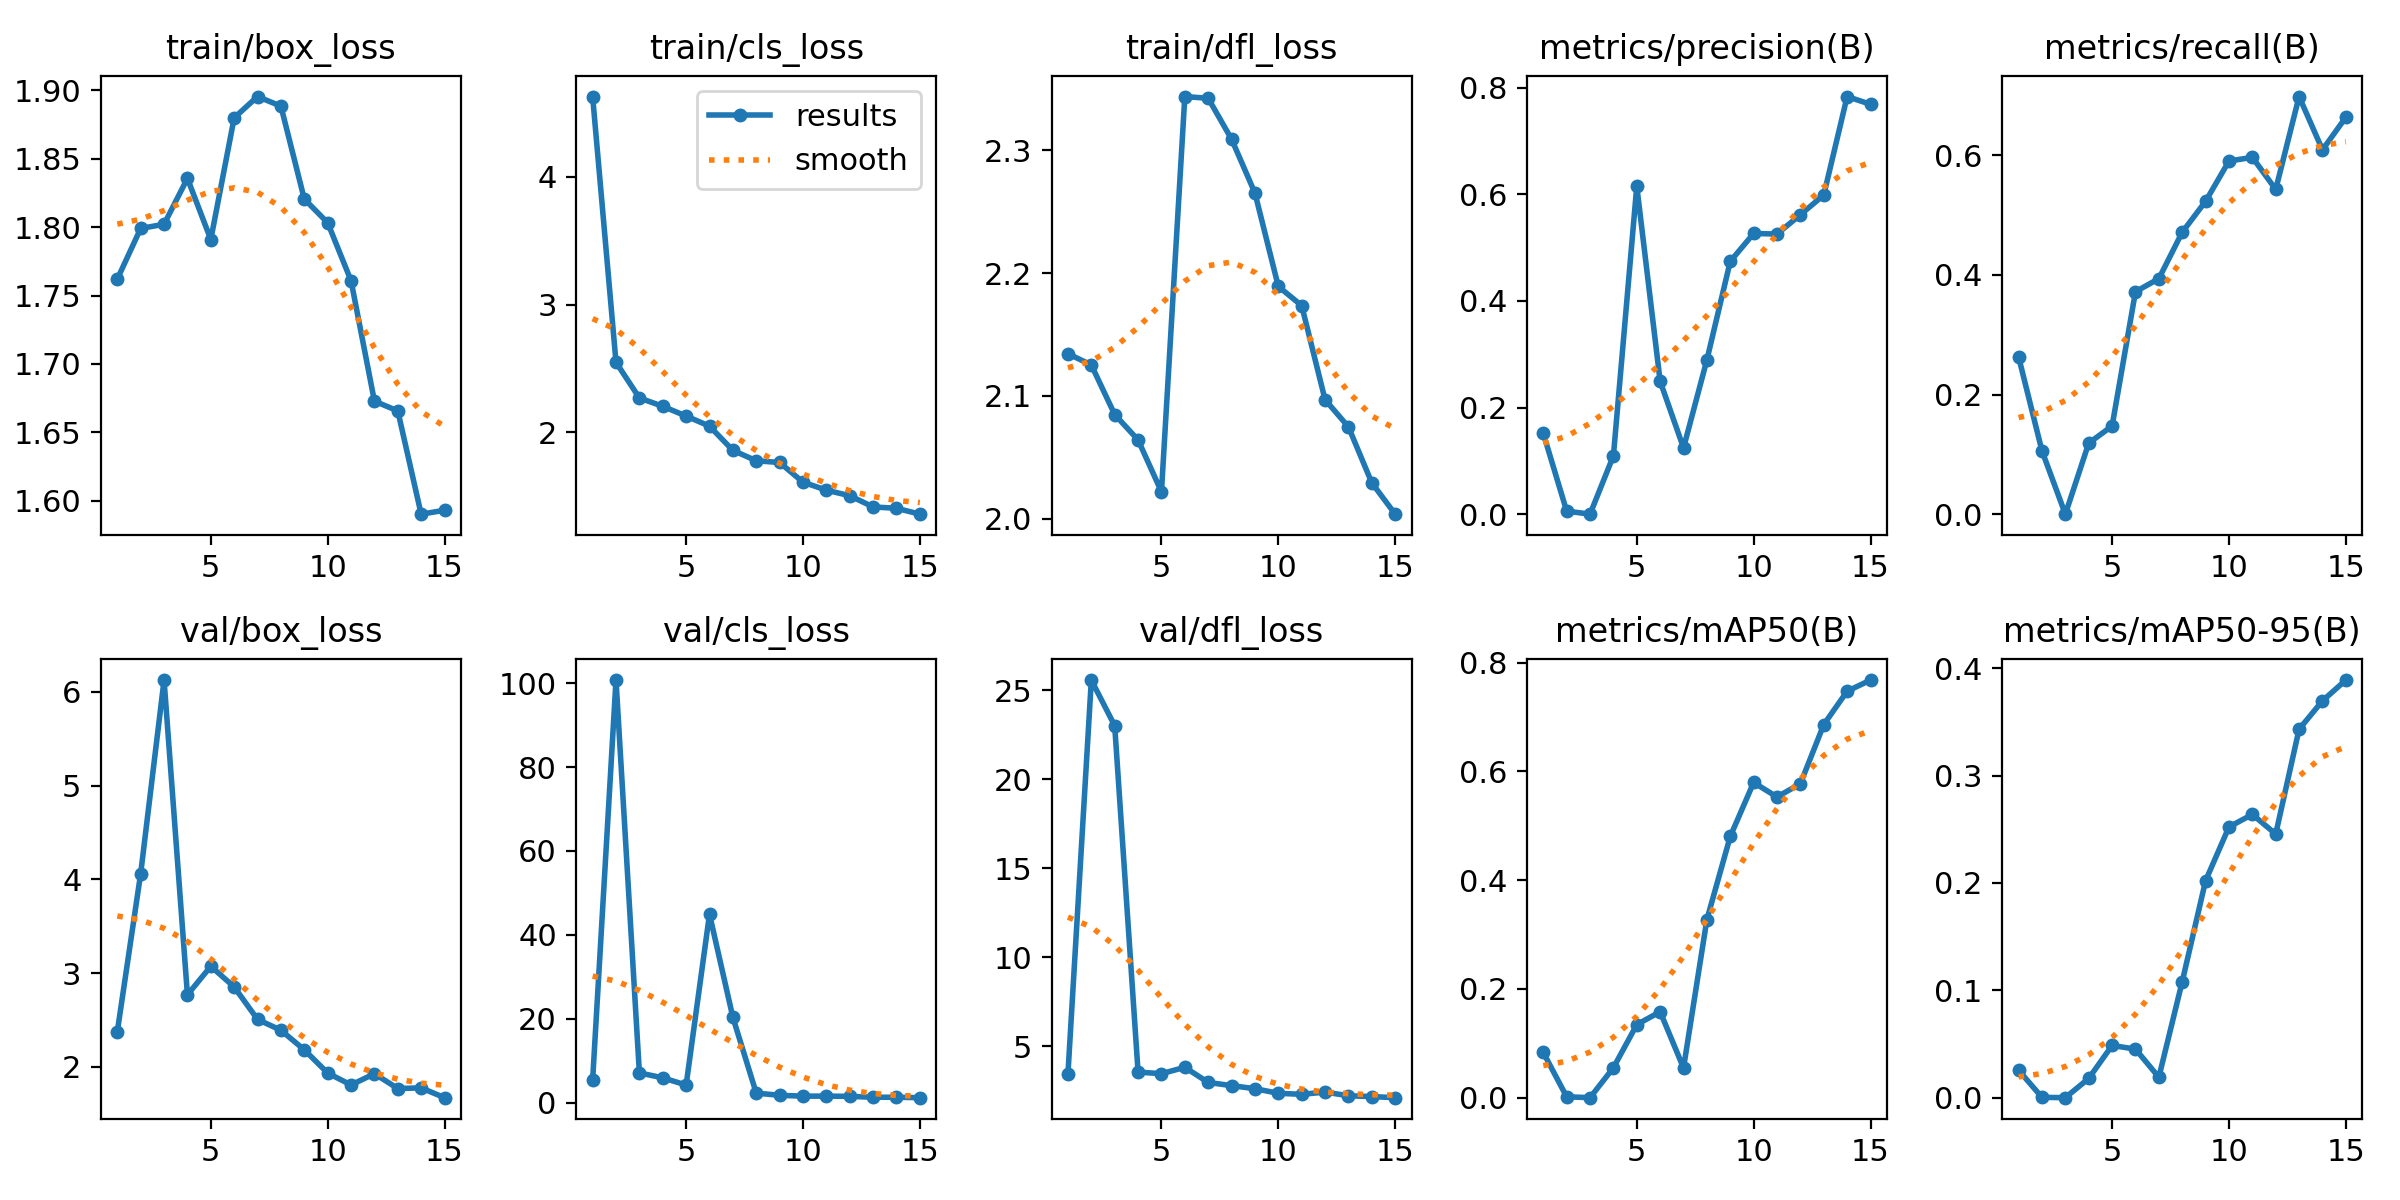 train/box_loss
1.90
1.85
1.80
1.75
1.70
1.65
1.60
5 10 15
train/cls_loss
results
smooth
4
3
2
5 10 15
train/dfl_loss
2.3
2.2
2.1
2.0
5 10 15
metrics/precision(B)
0.8
0.6
0.4
0.2
0.0
5 10 15
metrics/recall(B)
0.6
0.4
0.2
0.0
5 10 15
val/box_loss
6
5
4
3
2
5 10 15
val/cls_loss
100
80
60
40
20
0
5 10 15
val/dfl_loss
25
20
15
10
5
5 10 15
metrics/mAP50(B)
0.8
0.6
0.4
0.2
0.0
5 10 15
metrics/mAP50-95(B)
0.4
0.3
0.2
0.1
0.0
5 10 15